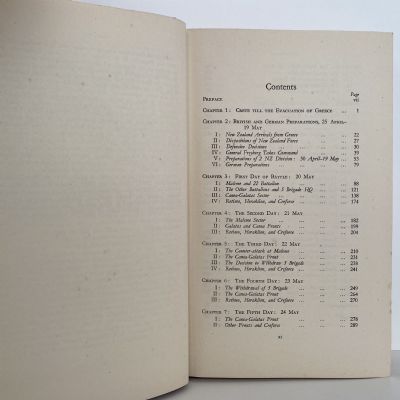 Contents
Page
PREFACE vii
CHAPTER 1: CRETE TILL THE EVACUATION OF GREECE ... 1
CHAPTER 2: BRITISH AND GERMAN PREPARATIONS, 25 APRIL–
19 MAY
I: New Zealand Arrivals from Greece ... 22
II: Dispositions of New Zealand Force ... 27
III: Defensive Decisions ... 30
IV: General Freyberg Takes Command ... 39
V: Preparations of 2 NZ Division: 30 April–19 May ... 53
VI: German Preparations ... 79
CHAPTER 3: FIRST DAY OF BATTLE: 20 MAY
I: Maleme and 22 Battalion ... 88
II: The Other Battalions and 5 Brigade HQ ... 121
III: Canea-Galatas Sector ... 138
IV: Retimo, Heraklion, and Creforce ... 174
CHAPTER 4: THE SECOND DAY: 21 MAY
I: The Maleme Sector ... 182
II: Galatas and Canea Fronts ... 199
III: Retimo, Heraklion, and Creforce ... 204
CHAPTER 5: THE THIRD DAY: 22 MAY
I: The Counter-attack at Maleme ... 210
II: The Canea-Galatas Front ... 231
III: The Decision to Withdraw 5 Brigade ... 238
IV: Retimo, Heraklion, and Creforce ... 241
CHAPTER 6: THE FOURTH DAY: 23 MAY
I: The Withdrawal of 5 Brigade ... 249
II: The Canea-Galatas Front ... 264
III: Retimo, Heraklion, and Creforce ... 270
CHAPTER 7: THE FIFTH DAY: 24 MAY
I: The Canea-Galatas Front ... 278
II: Other Fronts and Creforce ... 289
xi